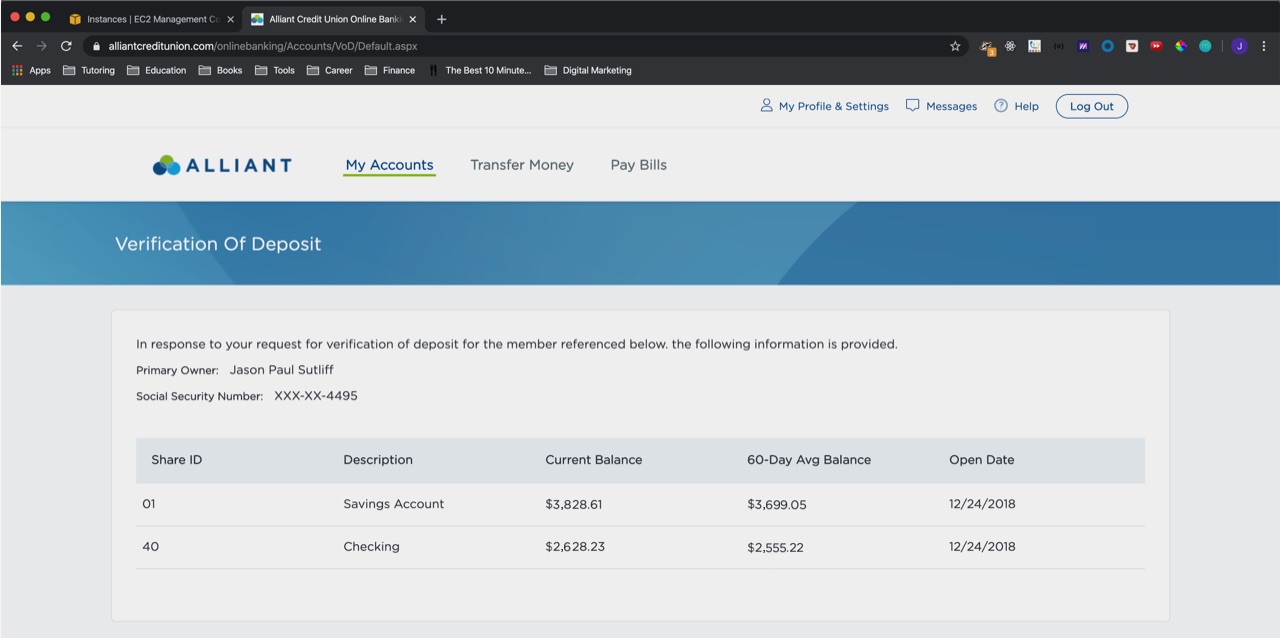 Instances | EC2 Management Co
Alliant Credit Union Online Banki
alliantcreditunion.com/onlinebanking/Accounts/VoD/Default.aspx
3
J
Apps Tutoring Education Books Tools Career Finance The Best 10 Minute... Digital Marketing
My Profile & Settings Messages Help Log Out
ALLIANT My Accounts Transfer Money Pay Bills
Verification Of Deposit
In response to your request for verification of deposit for the member referenced below. the following information is provided.
Primary Owner: Jason Paul Sutliff
Social Security Number: XXX-XX-4495
Share ID Description Current Balance 60-Day Avg Balance Open Date
01 Savings Account $3,828.61 $3,699.05 12/24/2018
40 Checking $2,628.23 $2,555.22 12/24/2018